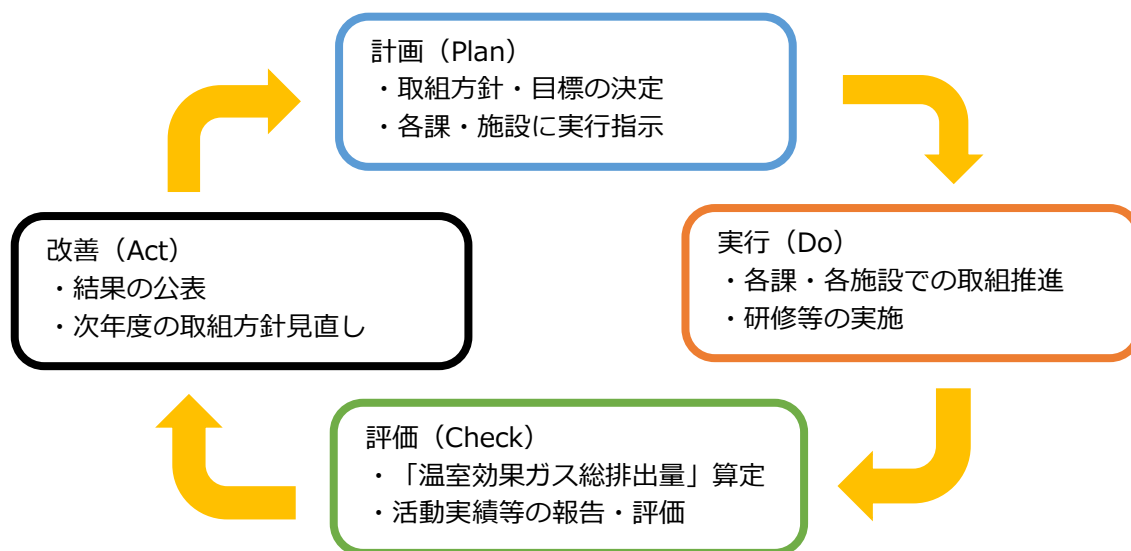 計画（Plan）
・取組方針・目標の決定
・各課・施設に実行指示
実行（Do）
・各課・各施設での取組推進
・研修等の実施
評価（Check）
・「温室効果ガス総排出量」算定
・活動実績等の報告・評価
改善（Act）
・結果の公表
・次年度の取組方針見直し